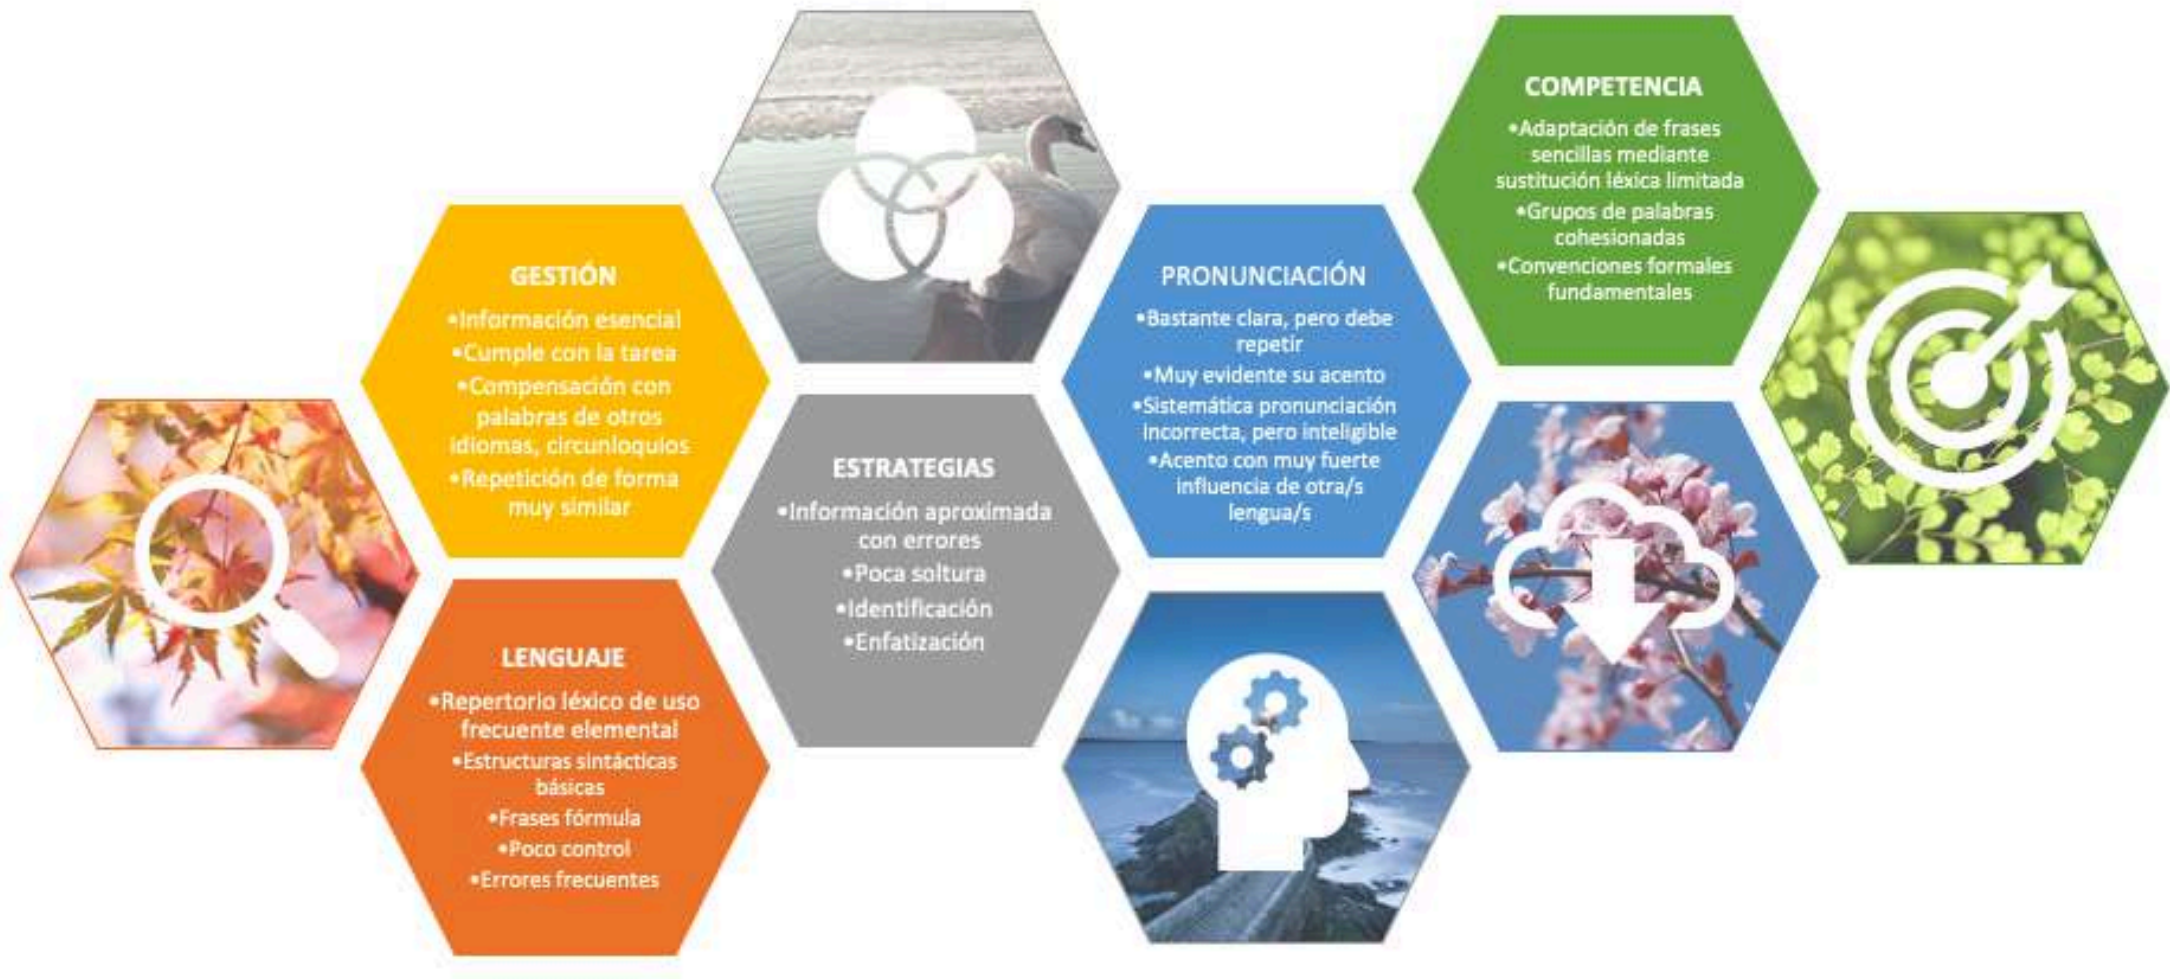 GESTIÓN
•Información esencial
•Cumple con la tarea
•Compensación con
palabras de otros
idiomas, circunloquios
•Repetición de forma
muy similar
LENGUAJE
•Repertorio léxico de uso
frecuente elemental
•Estructuras sintácticas
básicas
•Frases fórmula
•Poco control
•Errores frecuentes
ESTRATEGIAS
•Información aproximada
con errores
•Poca soltura
•Identificación
•Enfatización
PRONUNCIACIÓN
•Bastante clara, pero debe
repetir
•Muy evidente su acento
•Sistemática pronunciación
incorrecta, pero inteligible
•Acento con muy fuerte
influencia de otra/s
lengua/s
COMPETENCIA
•Adaptación de frases
sencillas mediante
sustitución léxica limitada
•Grupos de palabras
cohesionadas
•Convenciones formales
fundamentales